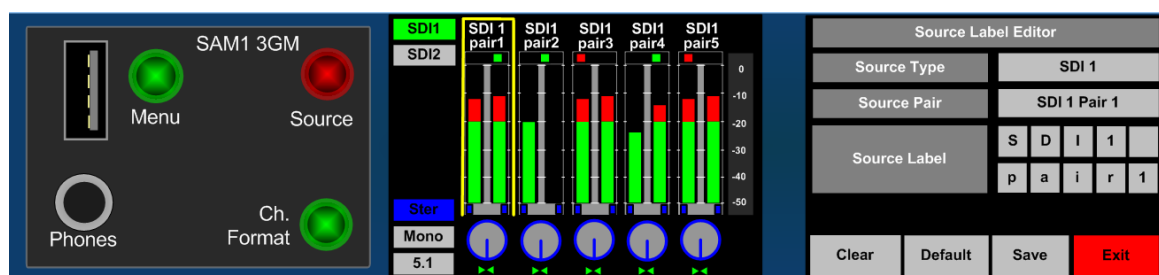 SAM1 3GM
Menu
Source
Phones
Ch.
Format
SDI1
SDI2
Ster
Mono
5.1
SDI 1
pair1
SDI1
pair2
SDI1
pair3
SDI1
pair4
SDI1
pair5
0
-10
-20
-30
-40
-50
Source Label Editor
Source Type
SDI 1
Source Pair
SDI 1 Pair 1
Source Label
S D I 1
p a i r 1
Clear
Default
Save
Exit